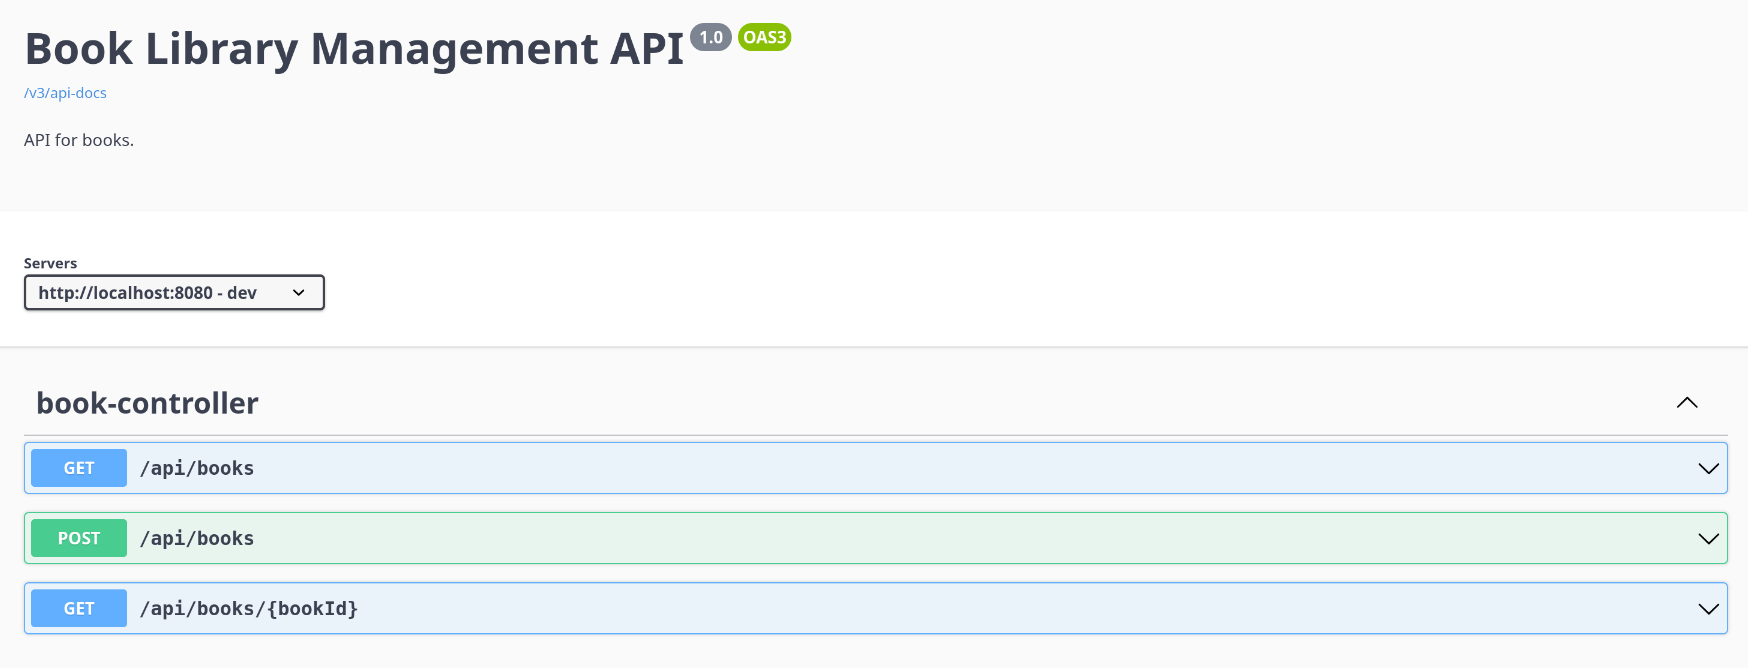 Book Library Management API 1.0 OAS3
/v3/api-docs
API for books.
Servers
http://localhost:8080 - dev
book-controller
GET /api/books
POST /api/books
GET /api/books/{bookId}